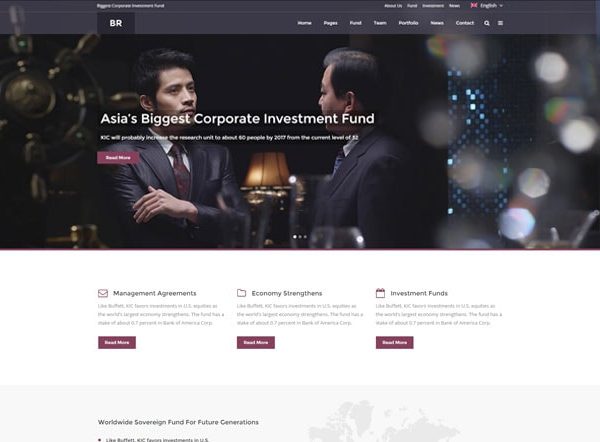 Biggest Corporate Investment Fund
About Us Fund Investment News English
BR
Home Pages Fund Team Portfolio News Contact
Asia's Biggest Corporate Investment Fund
KIC will probably increase the research unit to about 60 people by 2017 from the current level of 52
Read More
Management Agreements
Like Buffett, KIC favors investments in U.S. equities as
the world's largest economy strengthens. The fund has a
stake of about 0.7 percent in Bank of America Corp.
Read More
Economy Strengthens
Like Buffett, KIC favors investments in U.S. equities as
the world's largest economy strengthens. The fund has a
stake of about 0.7 percent in Bank of America Corp.
Read More
Investment Funds
Like Buffett, KIC favors investments in U.S. equities as
the world's largest economy strengthens. The fund has a
stake of about 0.7 percent in Bank of America Corp.
Read More
Worldwide Sovereign Fund For Future Generations
Like Buffett, KIC favors investments in U.S.